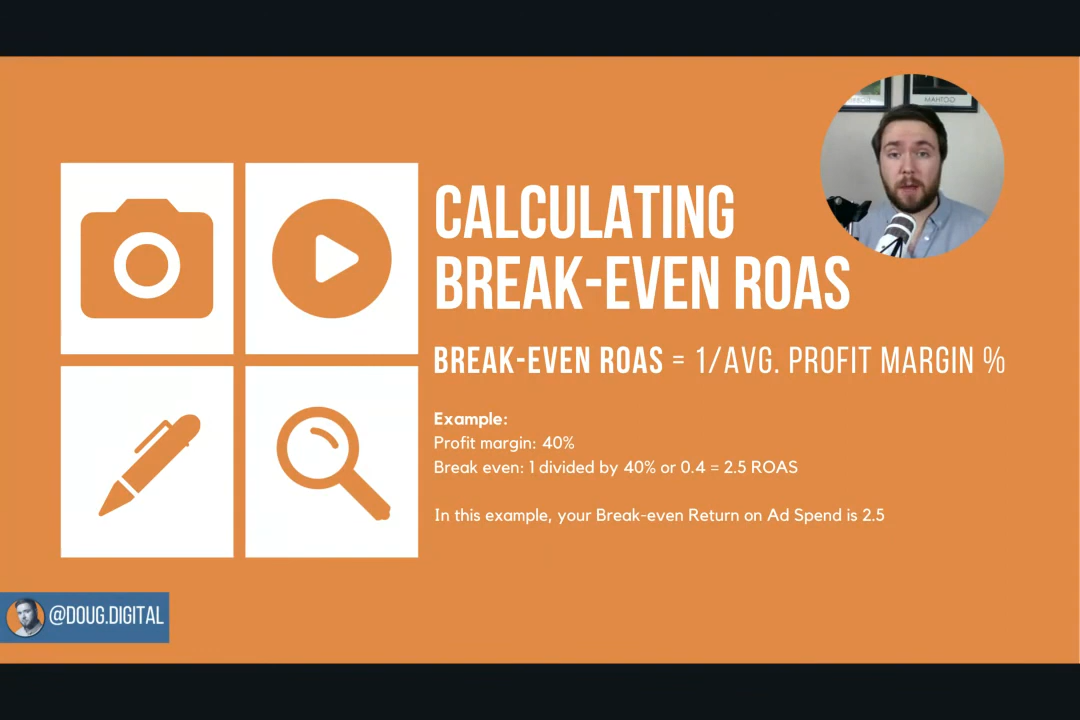 MAHTOO
CALCULATING
BREAK-EVEN ROAS
BREAK-EVEN ROAS = 1/AVG. PROFIT MARGIN %
Example:
Profit margin: 40%
Break even: 1 divided by 40% or 0.4 = 2.5 ROAS
In this example, your Break-even Return on Ad Spend is 2.5
@DOUG.DIGITAL